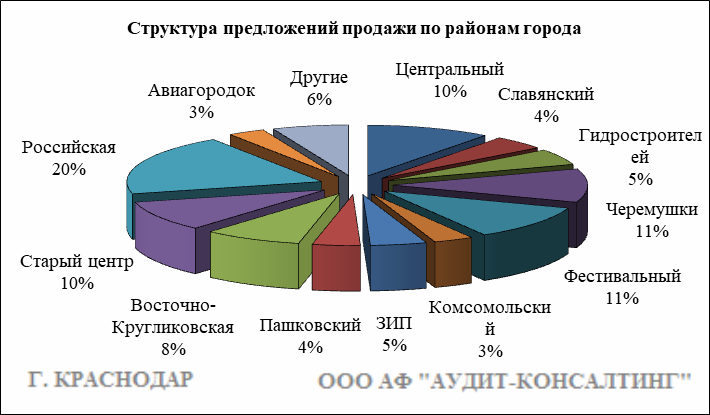 Структура предложений продажи по районам города
Центральный
10%
Славянский
4%
Гидростроител
ей
5%
Черемушки
11%
Фестивальный
11%
Комсомольски
й
3%
ЗИП
5%
Пашковский
4%
Восточно-
Кругликовская
8%
Старый центр
10%
Российская
20%
Авиагородок
3%
Другие
6%
Г. КРАСНОДАР
ООО АФ "АУДИТ-КОНСАЛТИНГ"